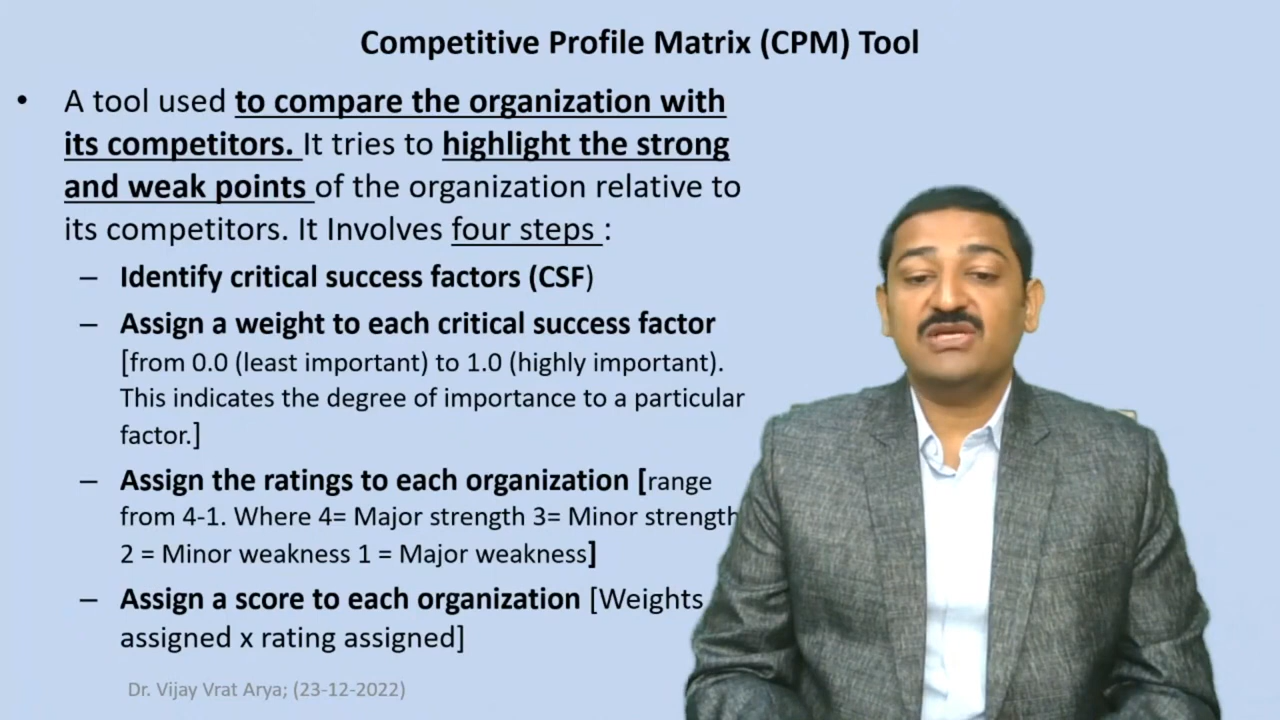 Competitive Profile Matrix (CPM) Tool
• A tool used to compare the organization with
its competitors. It tries to highlight the strong
and weak points of the organization relative to
its competitors. It Involves four steps :
– Identify critical success factors (CSF)
– Assign a weight to each critical success factor
[from 0.0 (least important) to 1.0 (highly important).
This indicates the degree of importance to a particular
factor.]
– Assign the ratings to each organization [range
from 4-1. Where 4= Major strength 3= Minor strength
2 = Minor weakness 1 = Major weakness]
– Assign a score to each organization [Weights
assigned x rating assigned]
Dr. Vijay Vrat Arya; (23-12-2022)